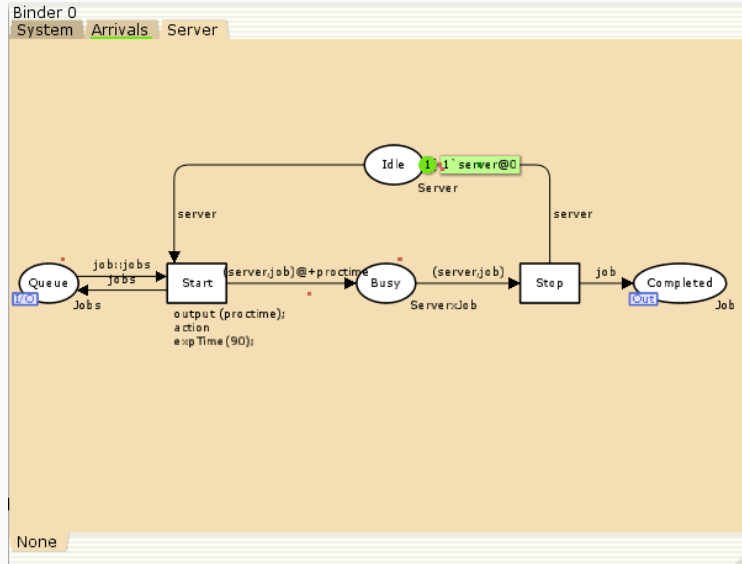 Binder 0
System Arrivals Server
Idle 1 1`server@0
Server
server server
job::jobs (server,job)@+proctime (server,job) job
jobs
Queue Start Busy Stop Completed
I/O Jobs ServerxJob Out Job
output (proctime);
action
expTime(90);
None